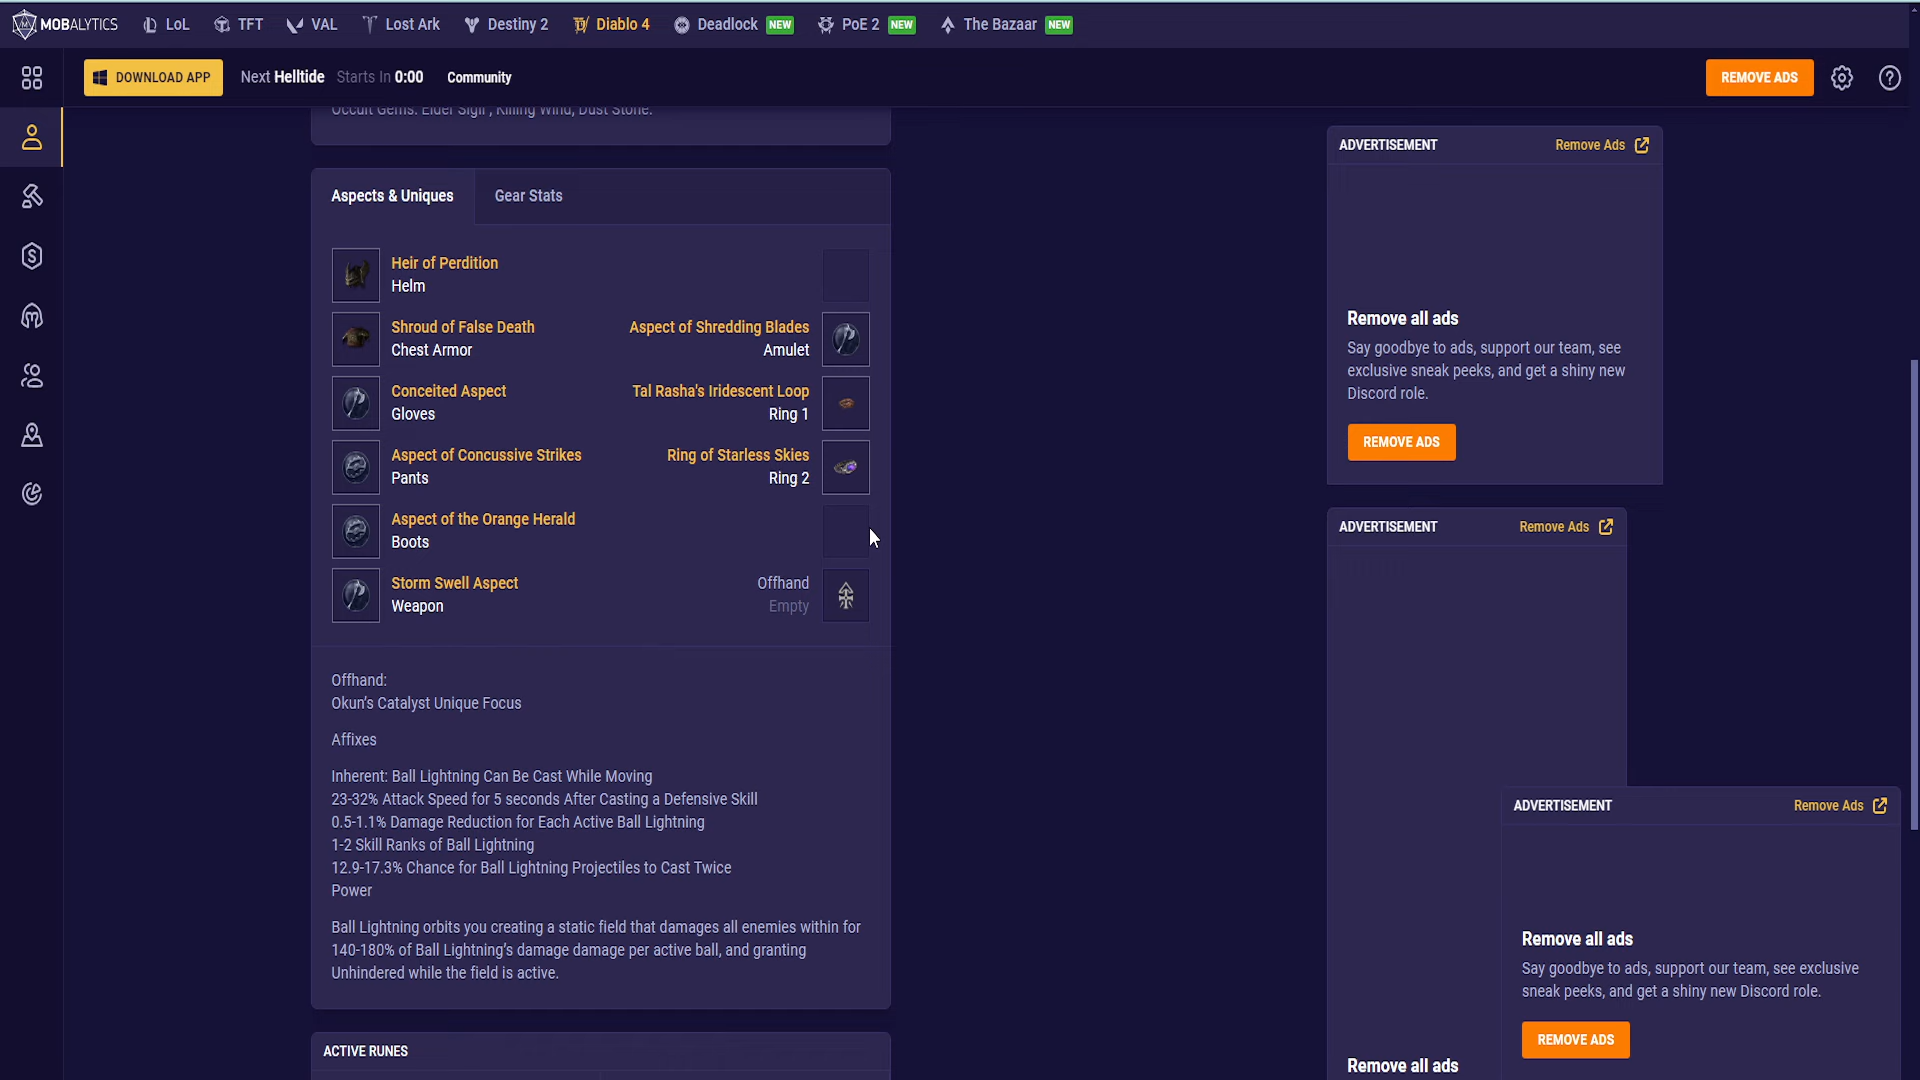 MOBALYTICS LoL TFT VAL Lost Ark Destiny 2 Diablo 4 Deadlock NEW PoE 2 NEW The Bazaar NEW
DOWNLOAD APP Next Helltide Starts In 0:00 Community REMOVE ADS
Occult Gems: Elder Sigil , Killing Wind, Dust Stone.
Aspects & Uniques Gear Stats
Heir of Perdition
Helm
Shroud of False Death
Chest Armor
Aspect of Shredding Blades
Amulet
Conceited Aspect
Gloves
Tal Rasha's Iridescent Loop
Ring 1
Aspect of Concussive Strikes
Pants
Ring of Starless Skies
Ring 2
Aspect of the Orange Herald
Boots
Storm Swell Aspect
Weapon
Offhand
Empty
Offhand:
Okun's Catalyst Unique Focus
Affixes
Inherent: Ball Lightning Can Be Cast While Moving
23-32% Attack Speed for 5 seconds After Casting a Defensive Skill
0.5-1.1% Damage Reduction for Each Active Ball Lightning
1-2 Skill Ranks of Ball Lightning
12.9-17.3% Chance for Ball Lightning Projectiles to Cast Twice
Power
Ball Lightning orbits you creating a static field that damages all enemies within for
140-180% of Ball Lightning's damage damage per active ball, and granting
Unhindered while the field is active.
ACTIVE RUNES
ADVERTISEMENT Remove Ads
Remove all ads
Say goodbye to ads, support our team, see
exclusive sneak peeks, and get a shiny new
Discord role.
REMOVE ADS
ADVERTISEMENT Remove Ads
Remove all ads
ADVERTISEMENT Remove Ads
Remove all ads
Say goodbye to ads, support our team, see exclusive
sneak peeks, and get a shiny new Discord role.
REMOVE ADS